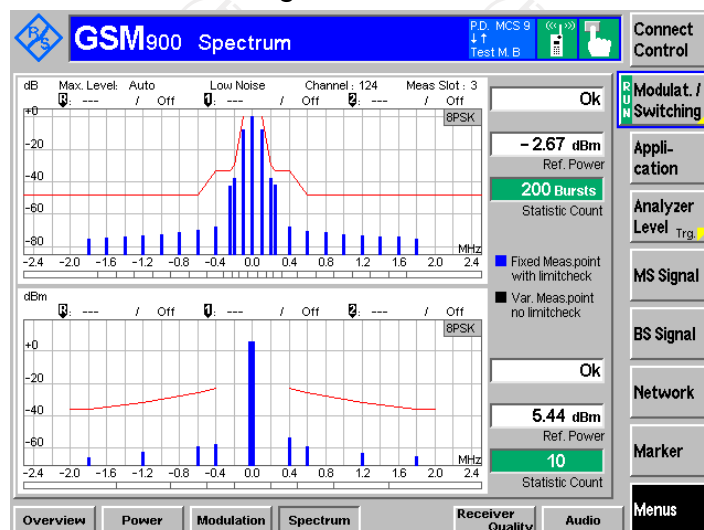 R/S
GSM900 Spectrum
P.D. MCS 9
↓↑
Test M. B
Connect Control
RUN
Modulat. / Switching
Appli-cation
Analyzer Level Trg.
MS Signal
BS Signal
Network
Marker
Menus
dB Max. Level: Auto Low Noise Channel : 124 Meas Slot : 3
R: --- / Off 1: --- / Off 2: --- / Off
8PSK
+0
-20
-40
-60
-80
MHz
-2.4 -2.0 -1.6 -1.2 -0.8 -0.4 0.0 0.4 0.8 1.2 1.6 2.0 2.4
Ok
-2.67 dBm
Ref. Power
200 Bursts
Statistic Count
Fixed Meas.point
with limitcheck
Var. Meas.point
no limitcheck
dBm
R: --- / Off 1: --- / Off 2: --- / Off
8PSK
+0
-20
-40
-60
MHz
-2.4 -2.0 -1.6 -1.2 -0.8 -0.4 0.0 0.4 0.8 1.2 1.6 2.0 2.4
Ok
5.44 dBm
Ref. Power
10
Statistic Count
Overview Power Modulation Spectrum Receiver Quality Audio